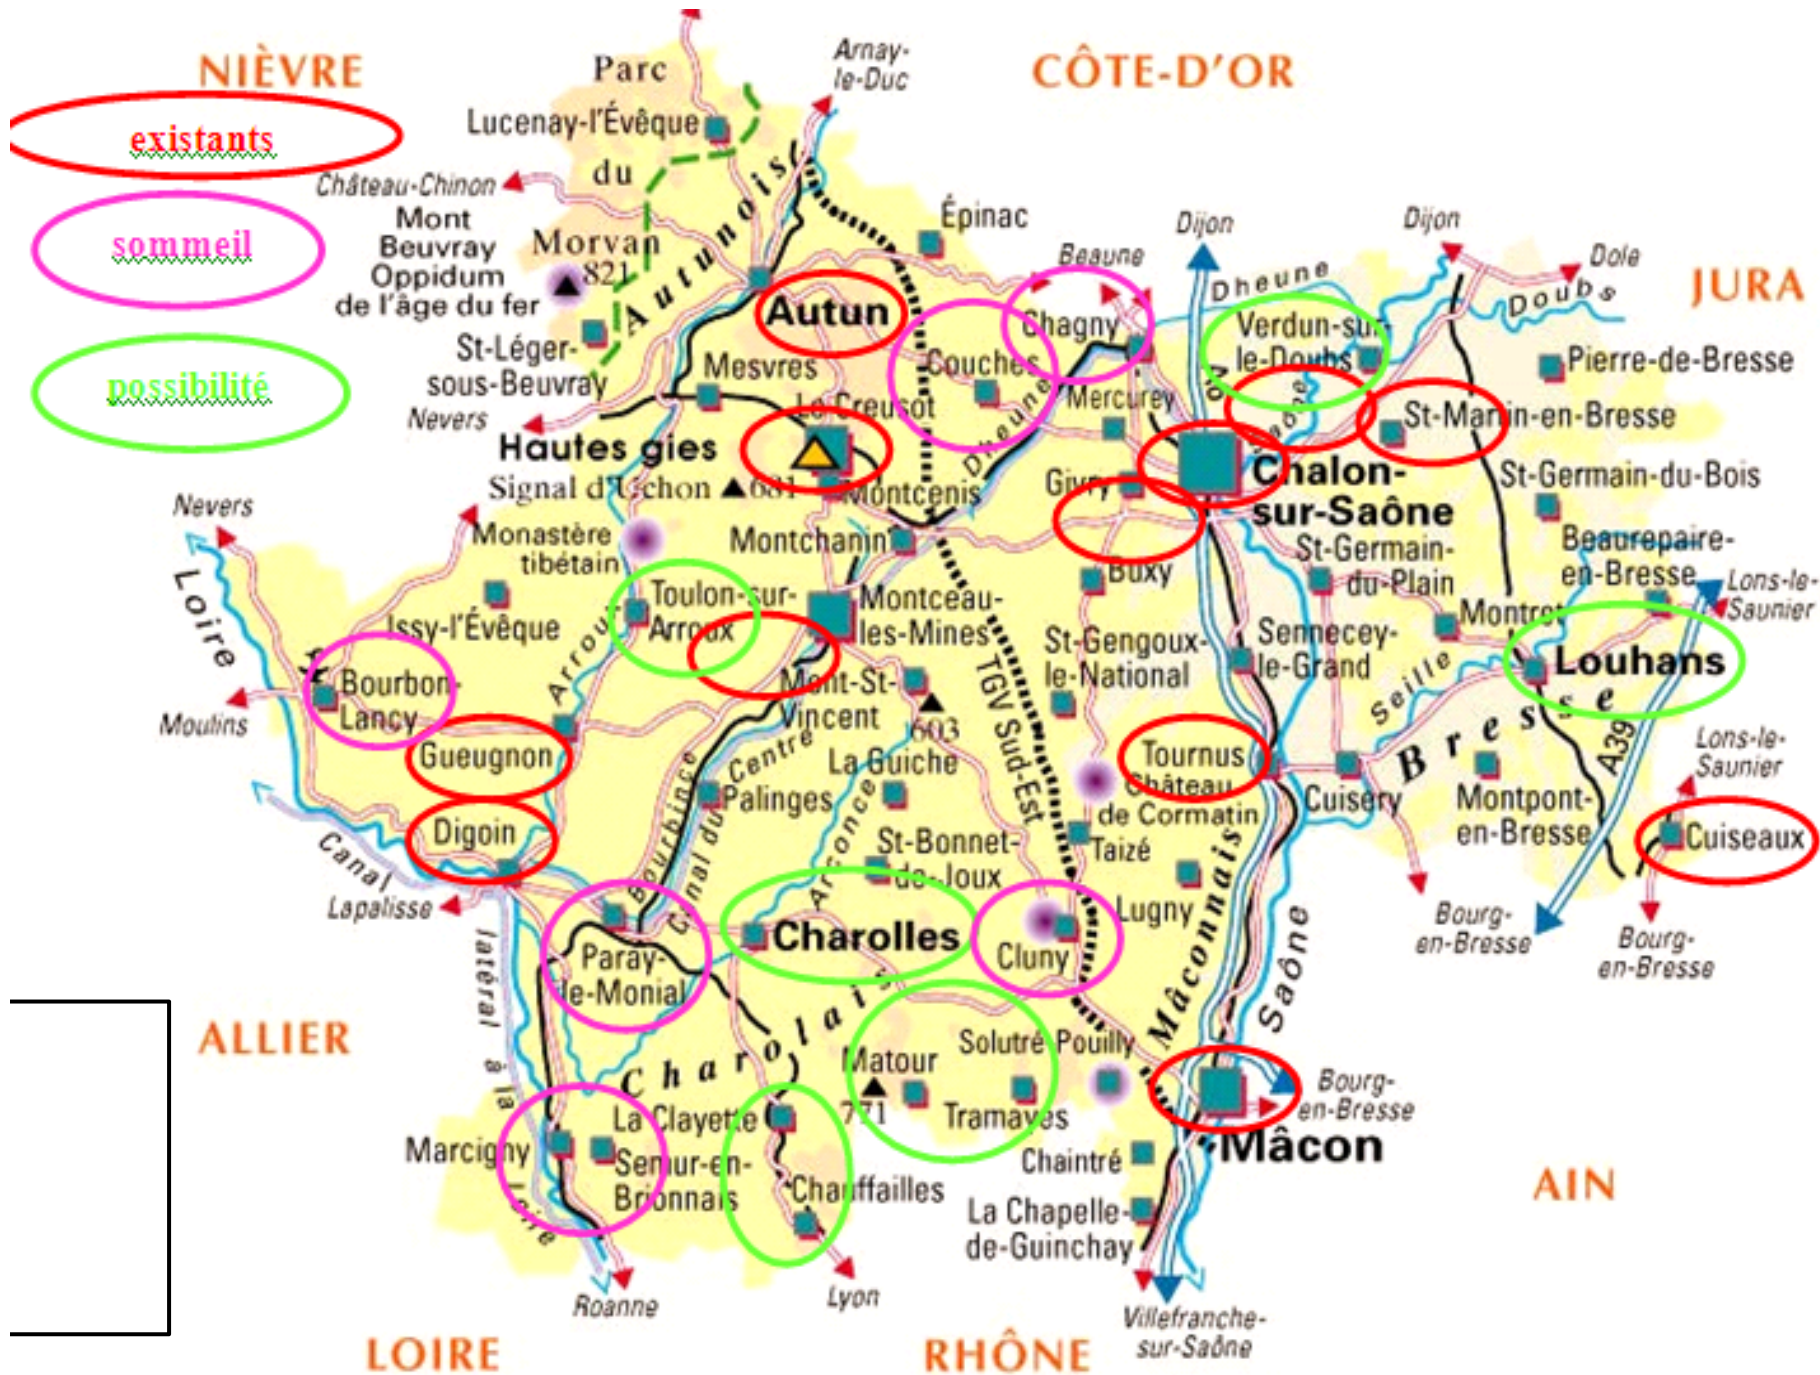 NIÈVRE
CÔTE-D'OR
JURA
existants
sommeil
possibilité
Parc
du
Morvan
Arnay-
le-Duc
Lucenay-l'Évêque
Château-Chinon
Mont
Beuvray
Oppidum
de l'âge du fer
821
Autunois
Épinac
Beaune
Dijon
Dheune
Dijon
Dole
Doubs
Autun
Chagny
Verdun-sur-
le-Doubs
Pierre-de-Bresse
St-Léger-
sous-Beuvray
Mesvres
Couches
Mercurey
Saône
St-Martin-en-Bresse
Nevers
Le Creusot
Dheune
Hautes gies
Signal d'Uchon
681
Montcenis
Givry
Chalon-
sur-Saône
St-Germain-du-Bois
Nevers
Monastère
tibétain
Montchanin
Buxy
St-Germain-
du-Plain
Beaurepaire-
en-Bresse
Lons-le-
Saunier
Loire
Issy-l'Évêque
Toulon-sur-
Arroux
Arroux
Montceau-
les-Mines
St-Gengoux-
le-National
Sennecey-
le-Grand
Montret
Louhans
Seille
Bresse
A39
Bourbon-
Lancy
Moulins
Mont-St-
Vincent
603
TGV Sud-Est
Gueugnon
Tournus
Lons-le-
Saunier
La Guiche
Château
de Cormatin
Cuisery
Montpont-
en-Bresse
Cuiseaux
Palinges
Bourbince
Canal du Centre
Arconce
Digoin
Taizé
St-Bonnet-
de-Joux
Canal
latéral à la
Loire
Lapalisse
Lugny
Mâconnais
Saône
Bourg-
en-Bresse
Bourg-
en-Bresse
Charolles
Cluny
Paray-
le-Monial
ALLIER
Charolais
Matour
771
Solutré Pouilly
Tramayes
Bourg-
en-Bresse
Mâcon
La Clayette
Marcigny
Semur-en-
Brionnais
Chauffailles
Chaintré
La Chapelle-
de-Guinchay
AIN
Roanne
Lyon
Villefranche-
sur-Saône
LOIRE
RHÔNE